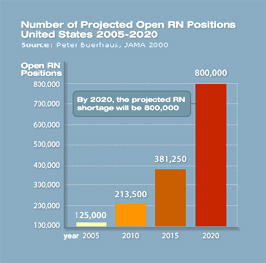 Number of Projected Open RN Positions
United States 2005-2020
Source: Peter Buerhaus, JAMA 2000
Open RN
Positions
800,000
800,000
700,000
By 2020, the projected RN
shortage will be 800,000
600,000
500,000
381,250
400,000
300,000
213,500
200,000
125,000
100,000
year 2005 2010 2015 2020